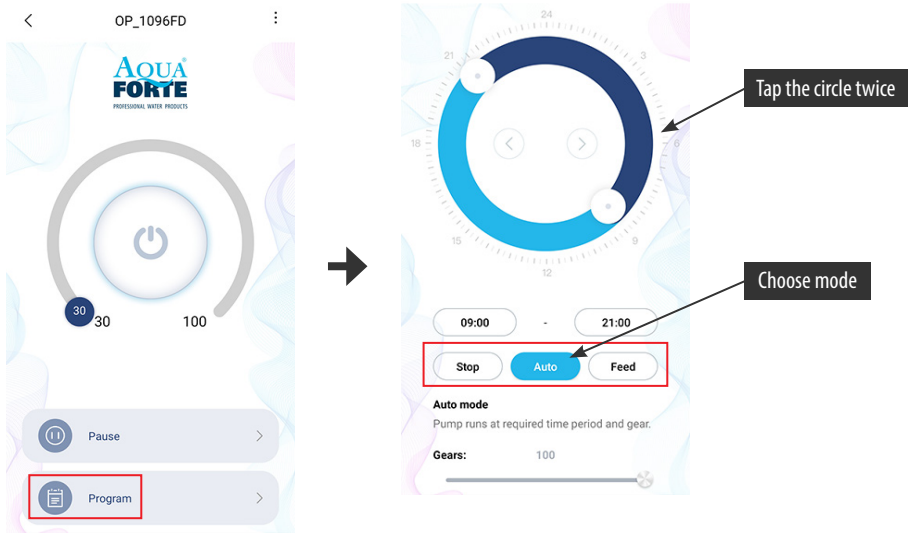 OP_1096FD
AQUA
FORTE
PROFESSIONAL WATER PRODUCTS
30
30
100
Pause
Program
24
3
6
9
12
15
18
21
Tap the circle twice
Choose mode
09:00 - 21:00
Stop Auto Feed
Auto mode
Pump runs at required time period and gear.
Gears: 100